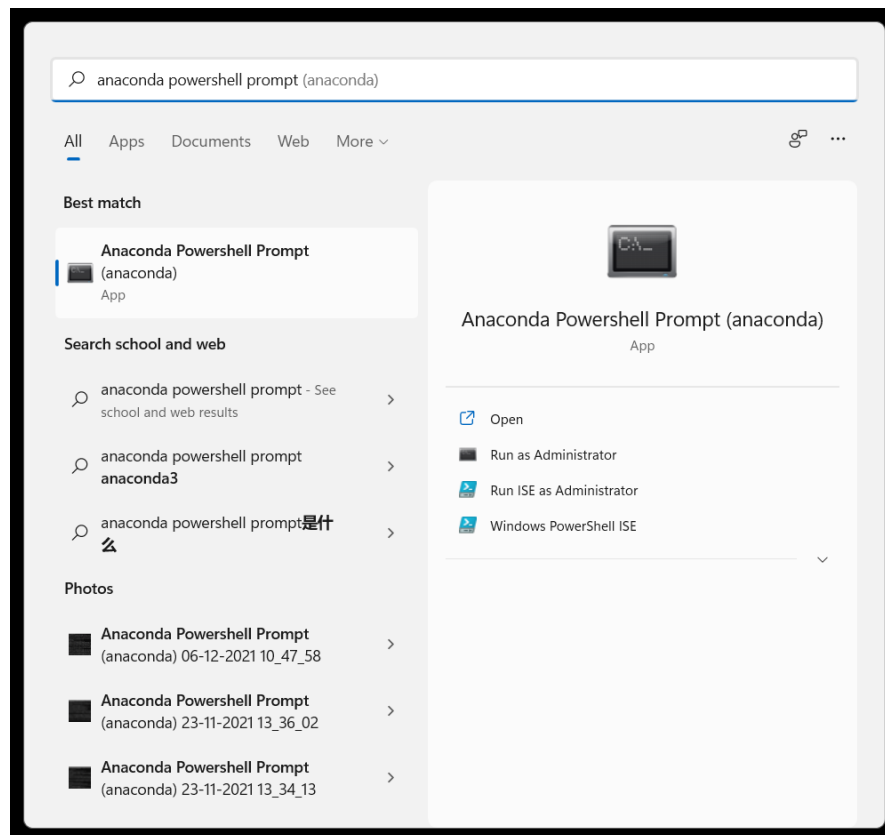 anaconda powershell prompt (anaconda)
All Apps Documents Web More
Best match
Anaconda Powershell Prompt
(anaconda)
App
Search school and web
anaconda powershell prompt - See
school and web results
anaconda powershell prompt
anaconda3
anaconda powershell prompt是什
么
Photos
Anaconda Powershell Prompt
(anaconda) 06-12-2021 10_47_58
Anaconda Powershell Prompt
(anaconda) 23-11-2021 13_36_02
Anaconda Powershell Prompt
(anaconda) 23-11-2021 13_34_13
C:\_
Anaconda Powershell Prompt (anaconda)
App
Open
Run as Administrator
Run ISE as Administrator
Windows PowerShell ISE